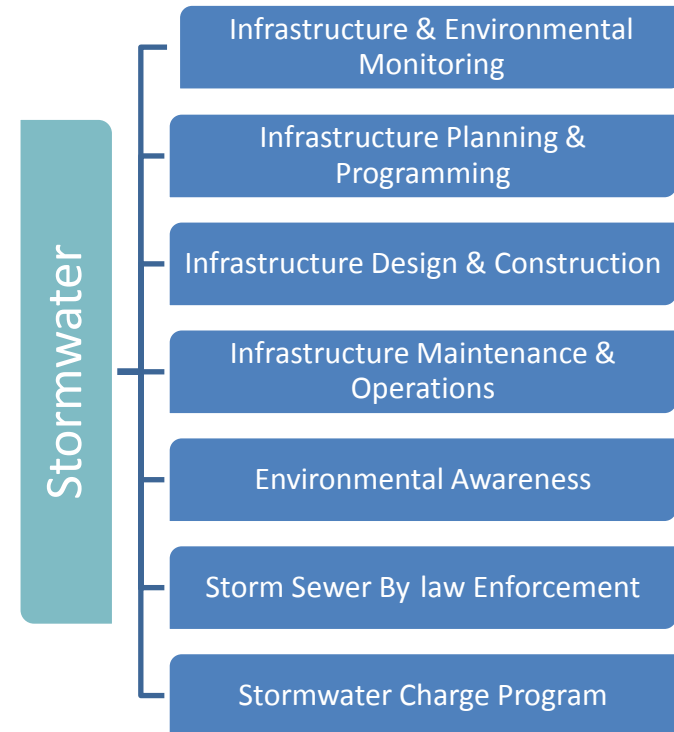 Stormwater
Infrastructure & Environmental
Monitoring
Infrastructure Planning &
Programming
Infrastructure Design & Construction
Infrastructure Maintenance &
Operations
Environmental Awareness
Storm Sewer By law Enforcement
Stormwater Charge Program